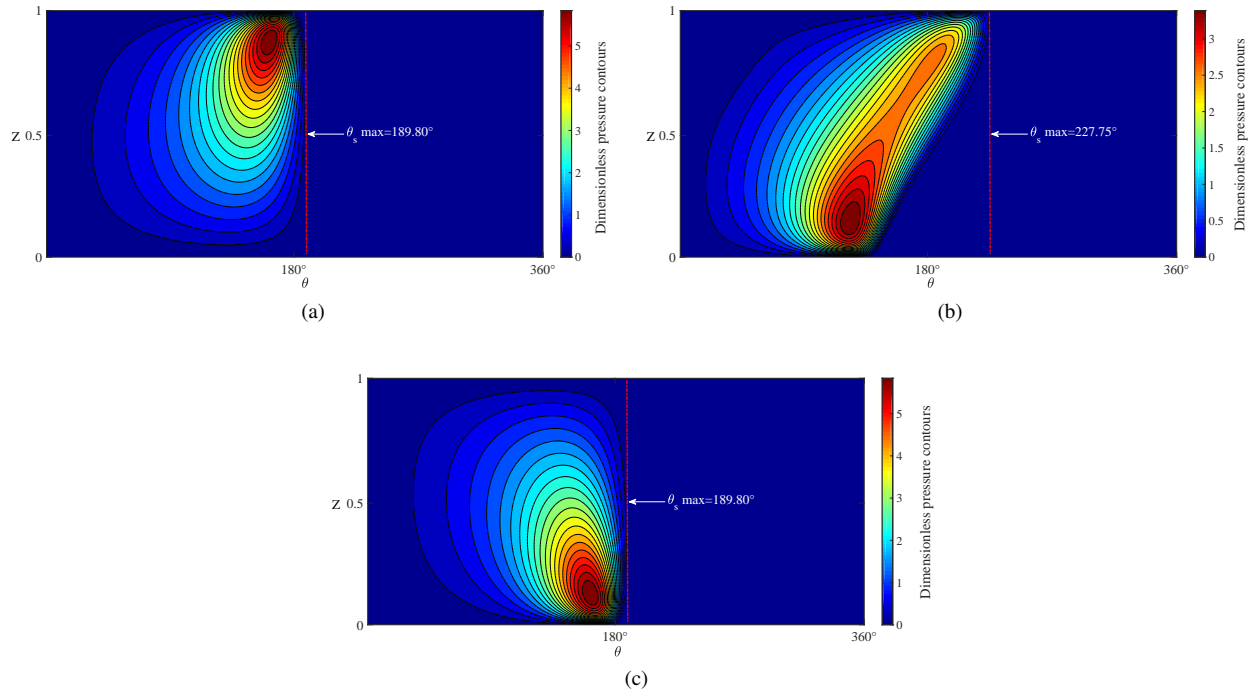 1
Z 0.5
0
θ_s max=189.80°
180°
360°
θ
5
4
3
2
1
0
Dimensionless pressure contours
(a)
1
Z 0.5
0
θ_s max=227.75°
180°
360°
θ
3
2.5
2
1.5
1
0.5
0
Dimensionless pressure contours
(b)
1
Z 0.5
0
θ_s max=189.80°
180°
360°
θ
5
4
3
2
1
0
Dimensionless pressure contours
(c)